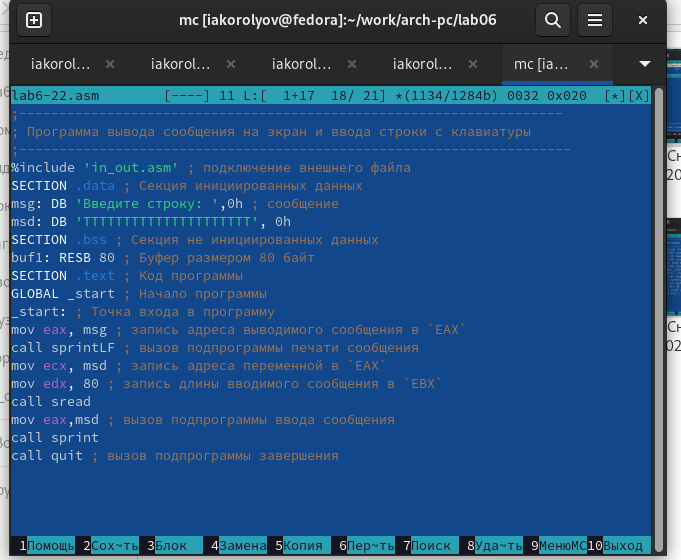 mc [iakorolyov@fedora]:~/work/arch-pc/lab06
iakorol… × iakorol… × iakorol… × iakorol… × mc [ia… ×
lab6-22.asm [----] 11 L:[ 1+17 18/ 21] *(1134/1284b) 0032 0x020 [*][X]
;--------------------------------------------------------------------
; Программа вывода сообщения на экран и ввода строки с клавиатуры
;---------------------------------------------------------------------
%include 'in_out.asm' ; подключение внешнего файла
SECTION .data ; Секция инициированных данных
msg: DB 'Введите строку: ',0h ; сообщение
msd: DB 'TTTTTTTTTTTTTTTTTTTTT', 0h
SECTION .bss ; Секция не инициированных данных
buf1: RESB 80 ; Буфер размером 80 байт
SECTION .text ; Код программы
GLOBAL _start ; Начало программы
_start: ; Точка входа в программу
mov eax, msg ; запись адреса выводимого сообщения в `EAX`
call sprintLF ; вызов подпрограммы печати сообщения
mov ecx, msd ; запись адреса переменной в `EAX`
mov edx, 80 ; запись длины вводимого сообщения в `EBX`
call sread
mov eax,msd ; вызов подпрограммы ввода сообщения
call sprint
call quit ; вызов подпрограммы завершения
1Помощь 2Сох~ть 3Блок 4Замена 5Копия 6Пер~ть 7Поиск 8Уда~ть 9МенюMC 10Выход